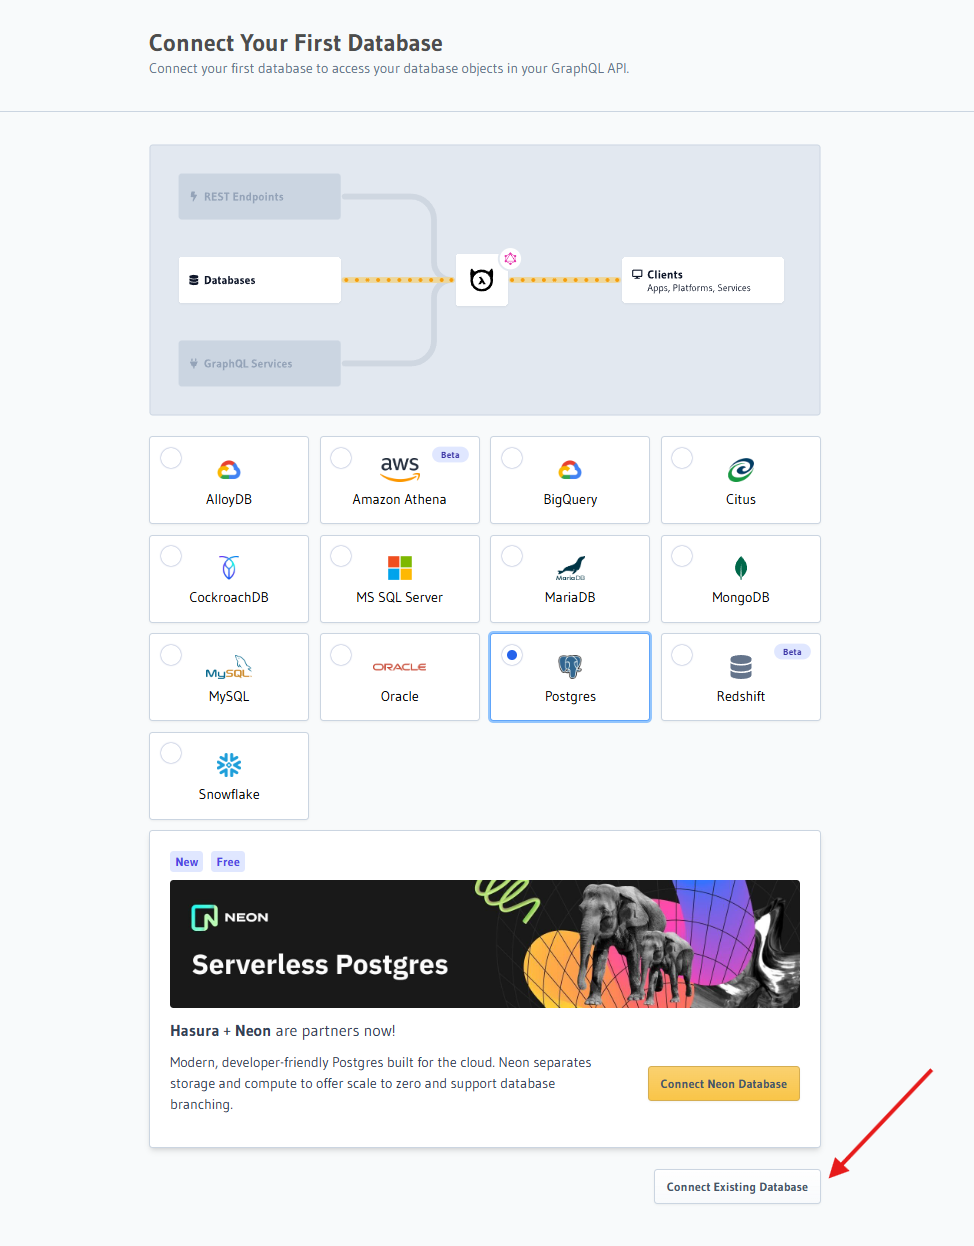 Connect Your First Database
Connect your first database to access your database objects in your GraphQL API.
REST Endpoints
Databases
Clients
Apps, Platforms, Services
GraphQL Services
AlloyDB
aws
Beta
Amazon Athena
BigQuery
Citus
CockroachDB
MS SQL Server
MariaDB
MariaDB
MongoDB
MySQL
MySQL
ORACLE
Oracle
Postgres
Beta
Redshift
Snowflake
New Free
NEON
Serverless Postgres
Hasura + Neon are partners now!
Modern, developer-friendly Postgres built for the cloud. Neon separates
storage and compute to offer scale to zero and support database
branching.
Connect Neon Database
Connect Existing Database